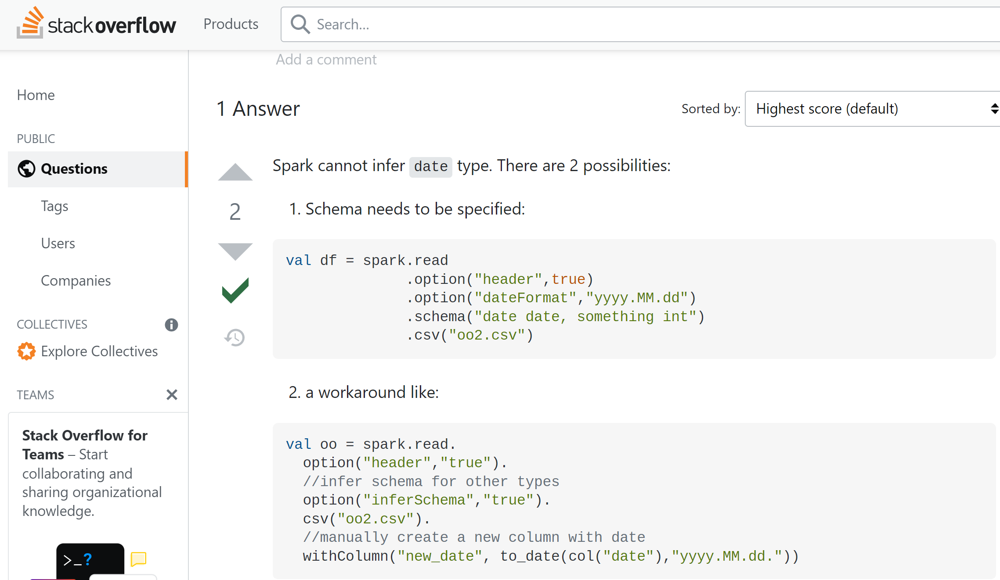 stackoverflow
Products
Search...
Add a comment
Home
PUBLIC
Questions
Tags
Users
Companies
COLLECTIVES
Explore Collectives
TEAMS
Stack Overflow for
Teams – Start
collaborating and
sharing organizational
knowledge.
>_?
1 Answer
Sorted by:
Highest score (default)
2
Spark cannot infer date type. There are 2 possibilities:
1. Schema needs to be specified:
val df = spark.read
.option("header",true)
.option("dateFormat","yyyy.MM.dd")
.schema("date date, something int")
.csv("oo2.csv")
2. a workaround like:
val oo = spark.read.
option("header","true").
//infer schema for other types
option("inferSchema","true").
csv("oo2.csv").
//manually create a new column with date
withColumn("new_date", to_date(col("date"),"yyyy.MM.dd."))